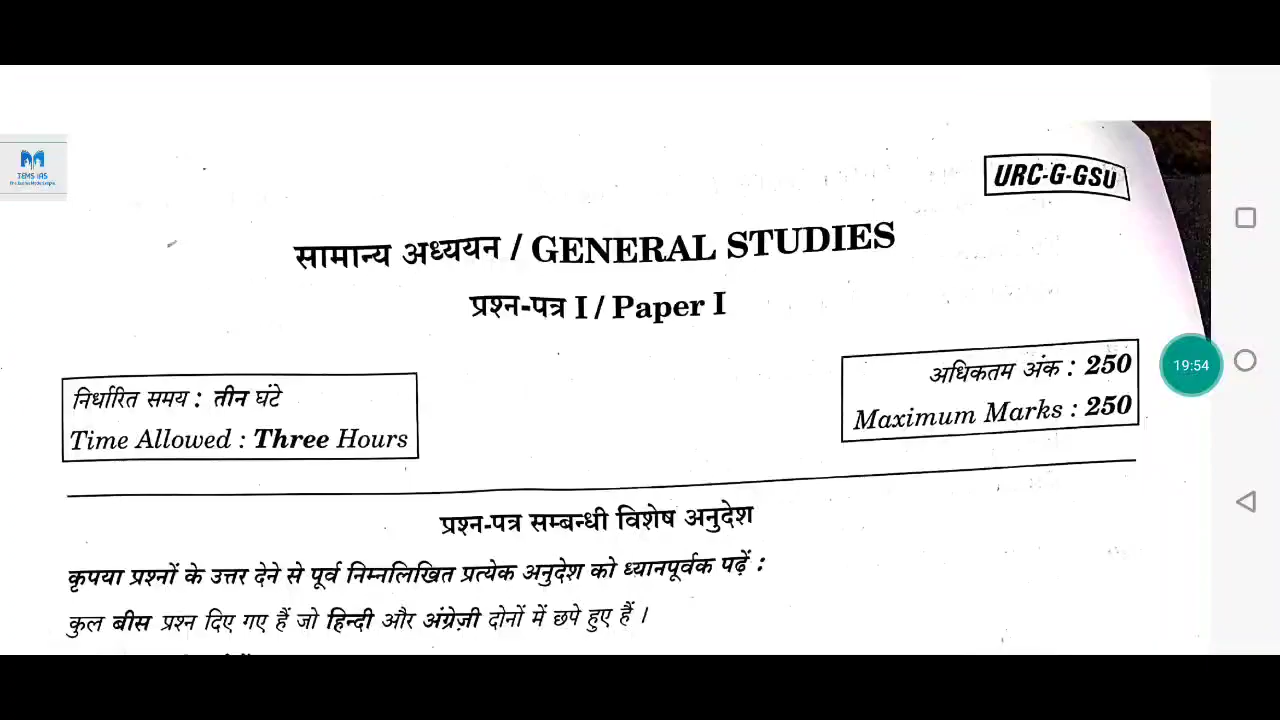 TEMS IAS
URC-G-GSU
सामान्य अध्ययन / GENERAL STUDIES
प्रश्न-पत्र I / Paper I
निर्धारित समय : तीन घंटे
Time Allowed : Three Hours
अधिकतम अंक : 250
Maximum Marks : 250
19:54
प्रश्न-पत्र सम्बन्धी विशेष अनुदेश
कृपया प्रश्नों के उत्तर देने से पूर्व निम्नलिखित प्रत्येक अनुदेश को ध्यानपूर्वक पढ़ें :
कुल बीस प्रश्न दिए गए हैं जो हिन्दी और अंग्रेज़ी दोनों में छपे हुए हैं ।